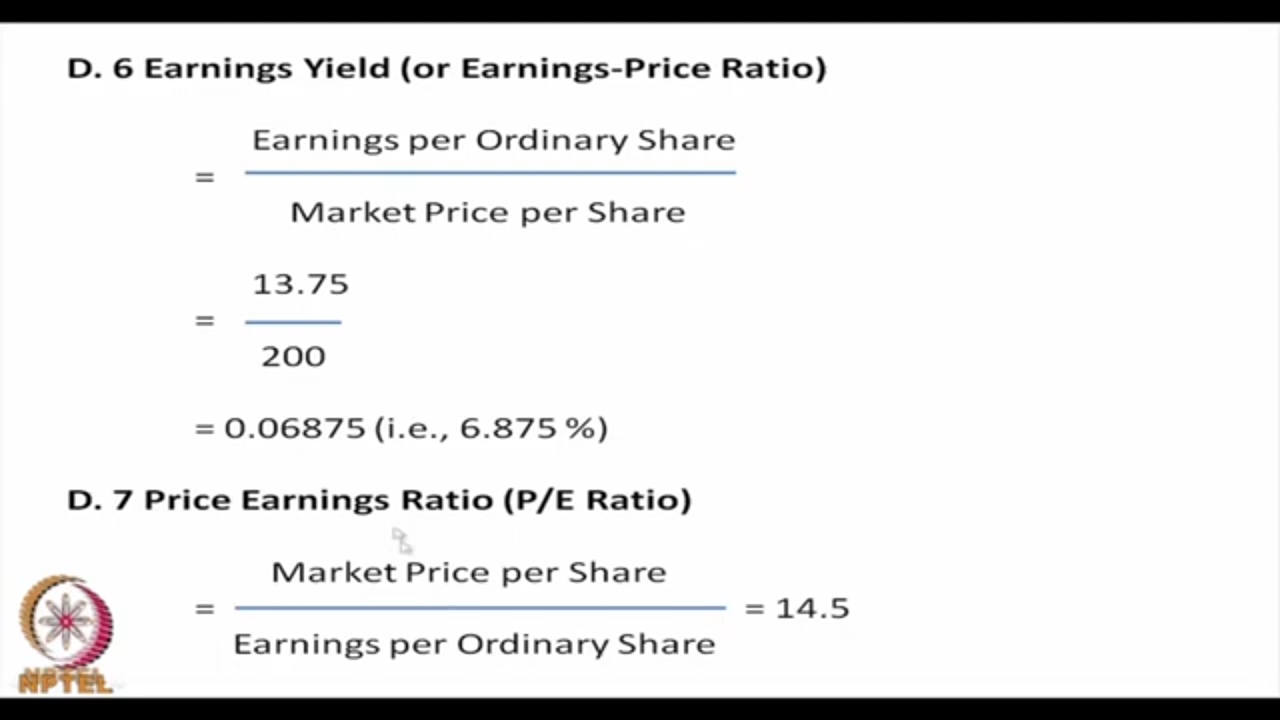 D. 6 Earnings Yield (or Earnings-Price Ratio)
Earnings per Ordinary Share
=
Market Price per Share
13.75
=
200
= 0.06875 (i.e., 6.875 %)
D. 7 Price Earnings Ratio (P/E Ratio)
Market Price per Share
= = 14.5
Earnings per Ordinary Share
NPTEL